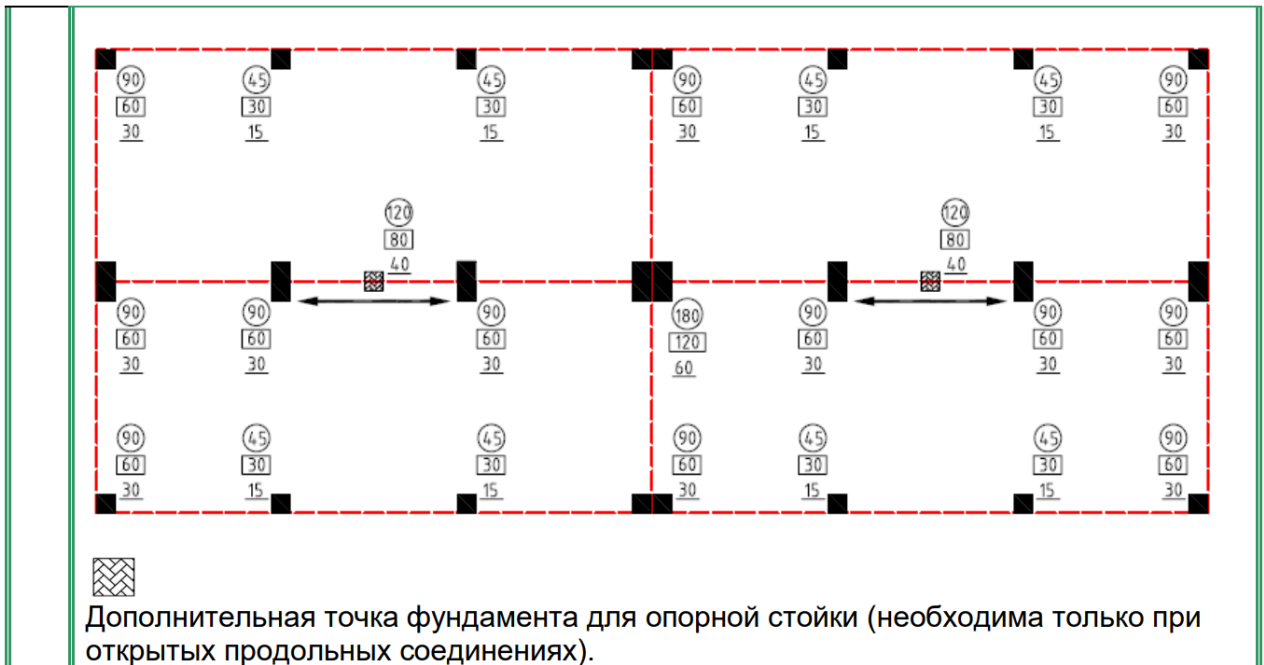 90 45 45 90 45 45 90
60 30 30 60 30 30 60
30 15 15 30 15 15 30
120 120
80 80
40 40
90 90 90 180 90 90 90
60 60 60 120 60 60 60
30 30 30 60 30 30 30
90 45 45 90 45 45 90
60 30 30 60 30 30 60
30 15 15 30 15 15 30
Дополнительная точка фундамента для опорной стойки (необходима только при
открытых продольных соединениях).